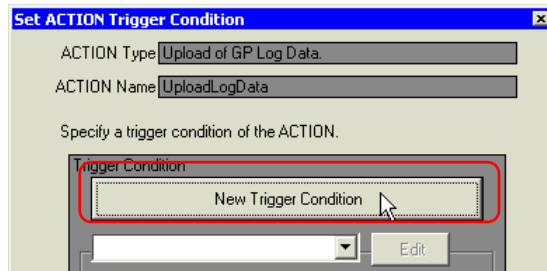 Set ACTION Trigger Condition
ACTION Type Upload of GP Log Data.
ACTION Name UploadLogData
Specify a trigger condition of the ACTION.
Trigger Condition
New Trigger Condition
Edit